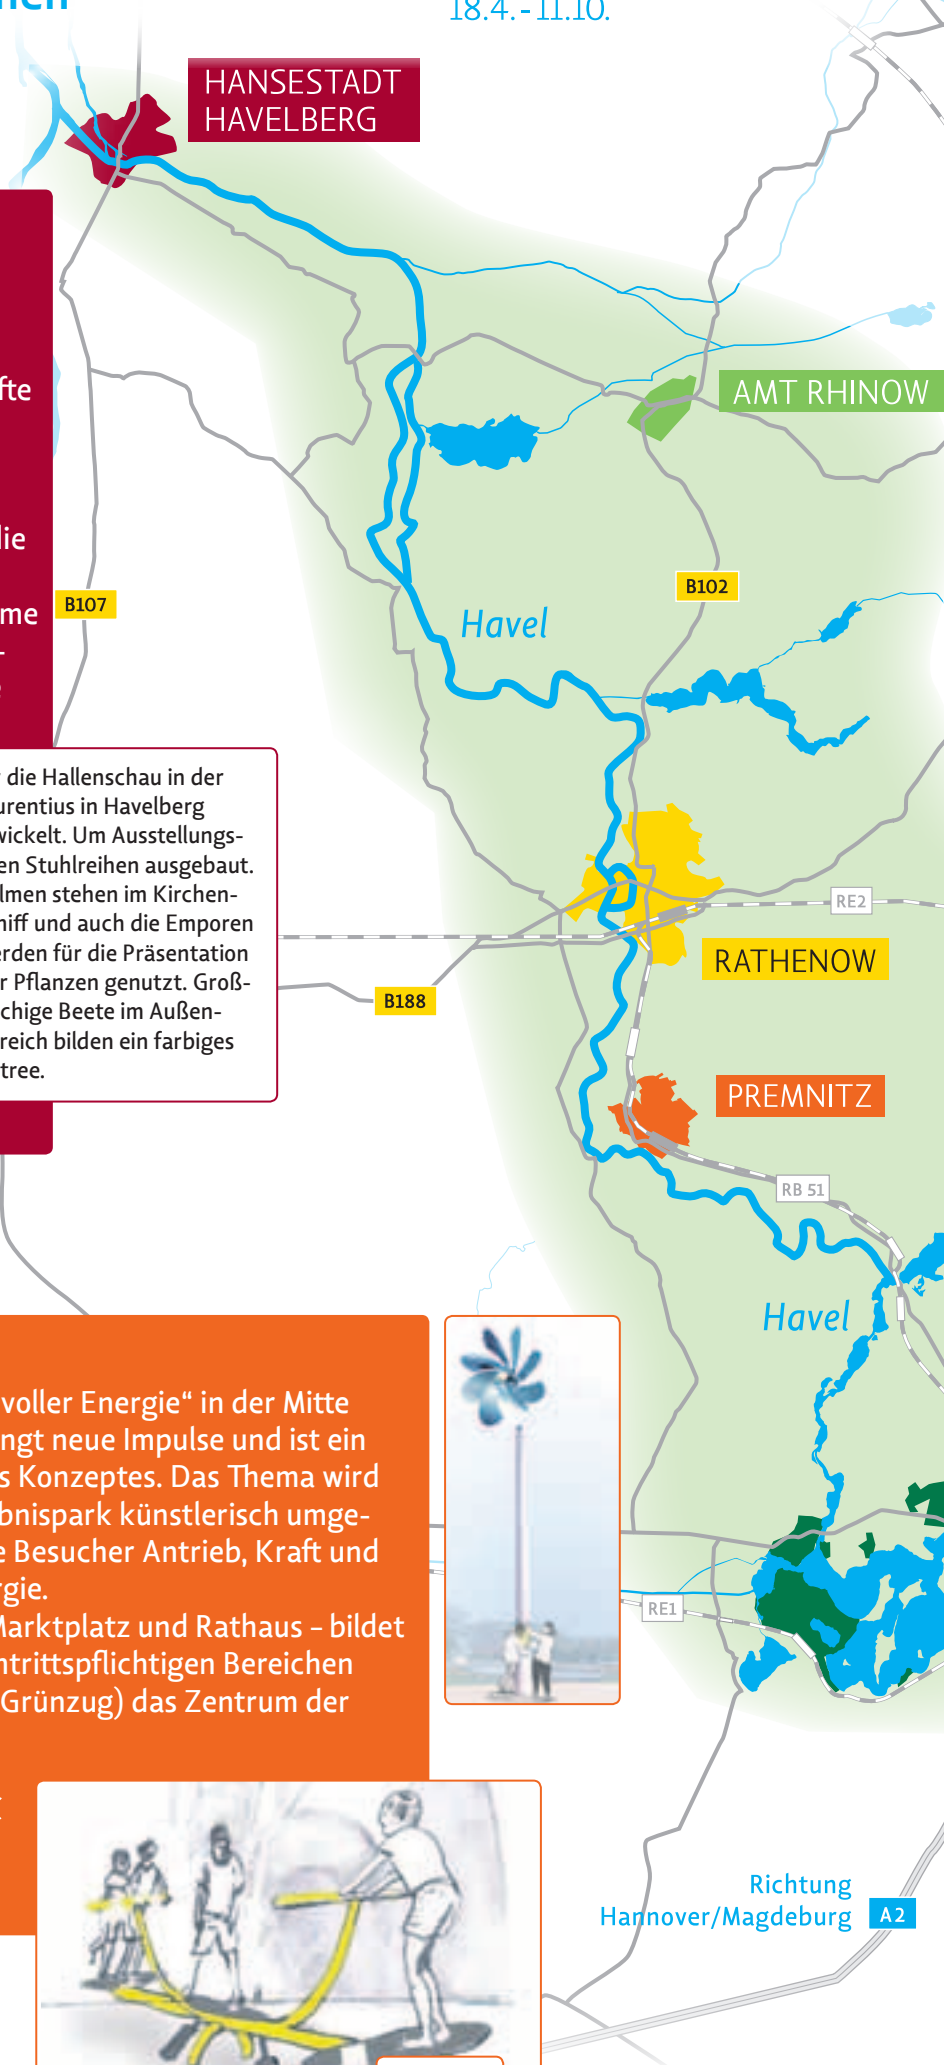 18.4. - 11.10.
HANSESTADT
HAVELBERG
AMT RHINOW
fte
lie
me
B107
B102
Havel
die Hallenschau in der
urentius in Havelberg
wickelt. Um Ausstellungs-
en Stuhlreihen ausgebaut.
lmen stehen im Kirchen-
hiff und auch die Emporen
erden für die Präsentation
r Pflanzen genutzt. Groß-
chige Beete im Außen-
reich bilden ein farbiges
tree.
RE2
RATHENOW
B188
PREMNITZ
RB 51
Havel
voller Energie“ in der Mitte
ngt neue Impulse und ist ein
s Konzeptes. Das Thema wird
bnispark künstlerisch umge-
e Besucher Antrieb, Kraft und
rgie.
Marktplatz und Rathaus – bildet
ntrittspflichtigen Bereichen
Grünzug) das Zentrum der
RE1
Richtung
Hannover/Magdeburg
A2